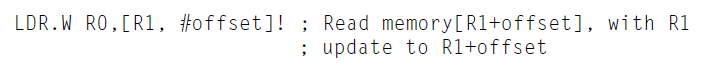 LDR.W R0,[R1, #offset]! ; Read memory[R1+offset], with R1
; update to R1+offset